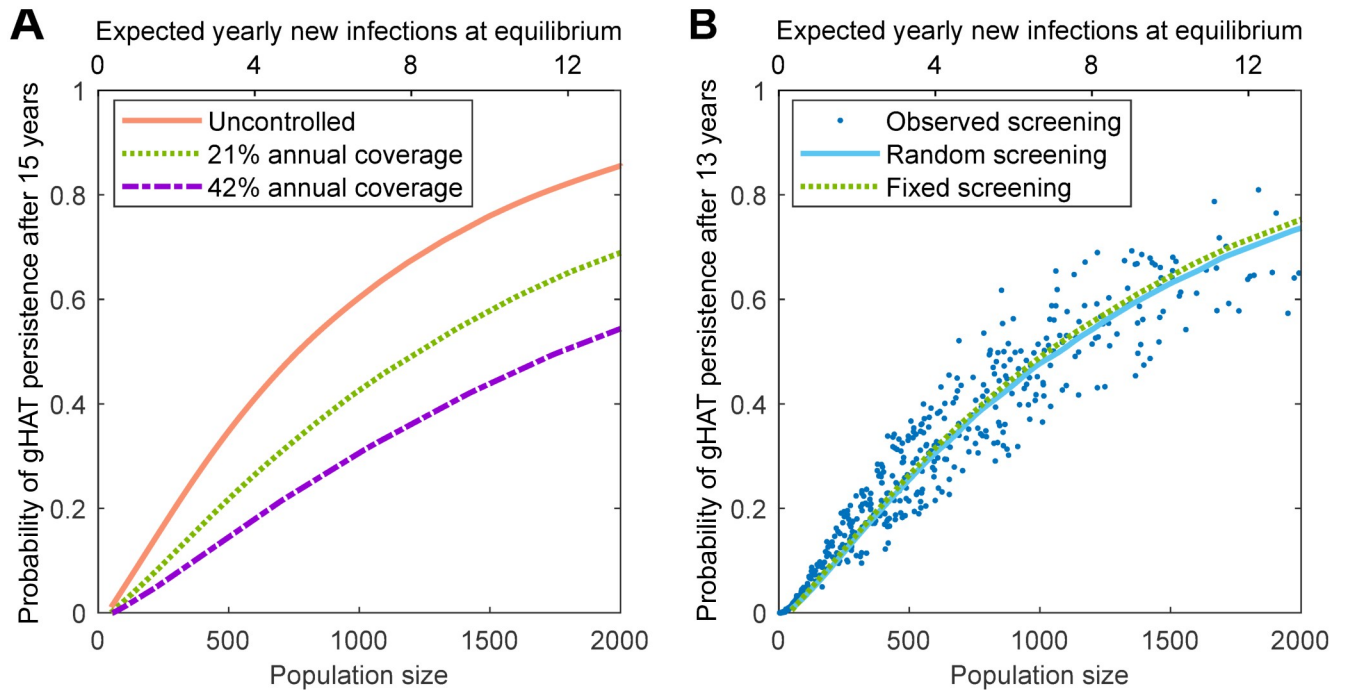 A
Expected yearly new infections at equilibrium
0 4 8 12
Probability of gHAT persistence after 15 years
1
0.8
0.6
0.4
0.2
0
Uncontrolled
21% annual coverage
42% annual coverage
0 500 1000 1500 2000
Population size
B
Expected yearly new infections at equilibrium
0 4 8 12
Probability of gHAT persistence after 13 years
1
0.8
0.6
0.4
0.2
0
Observed screening
Random screening
Fixed screening
0 500 1000 1500 2000
Population size